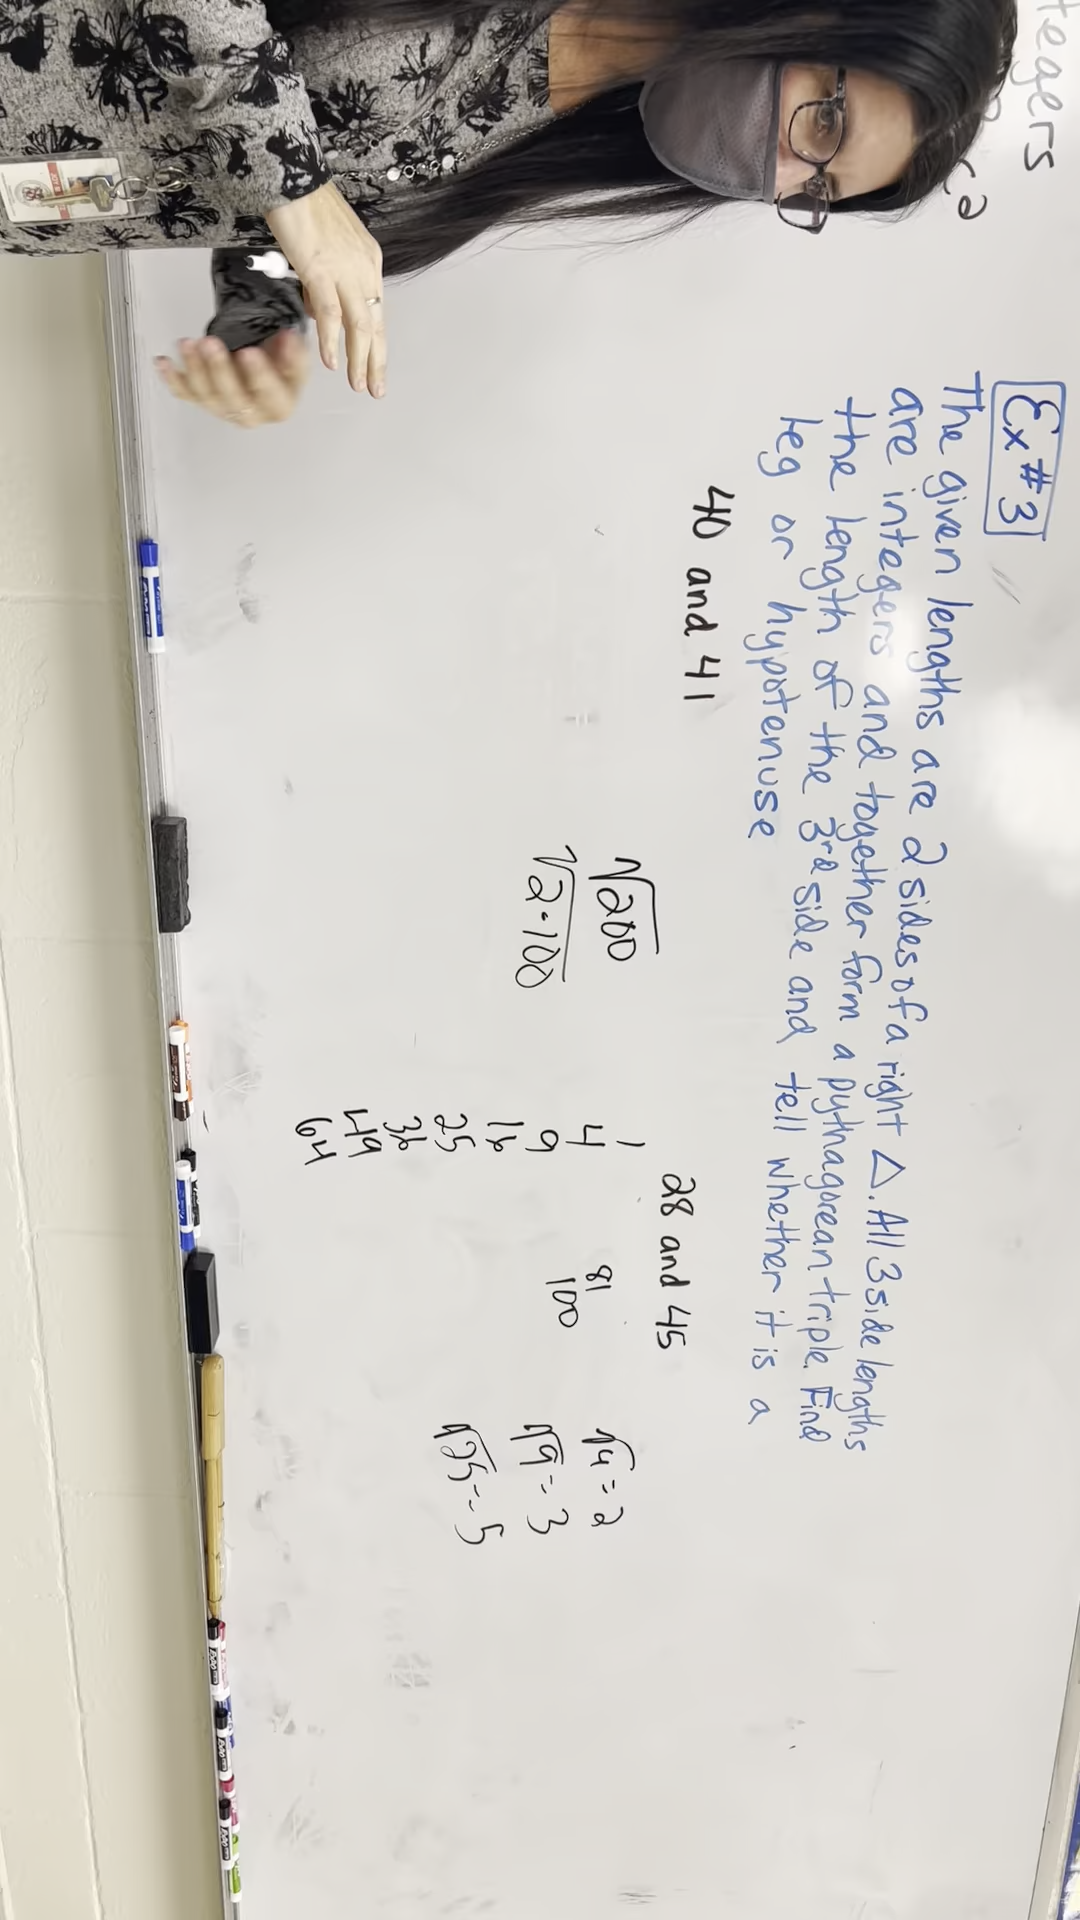 tegers
Ex #3
The given lengths are 2 sides of a right △. All 3 side lengths
are integers and together form a pythagorean triple. Find
the length of the 3rd side and tell whether it is a
leg or hypotenuse
40 and 41
28 and 45
√200
√2·100
1
4
9
16
25
36
49
64
81
100
√4 = 2
√9 = 3
√25 = 5